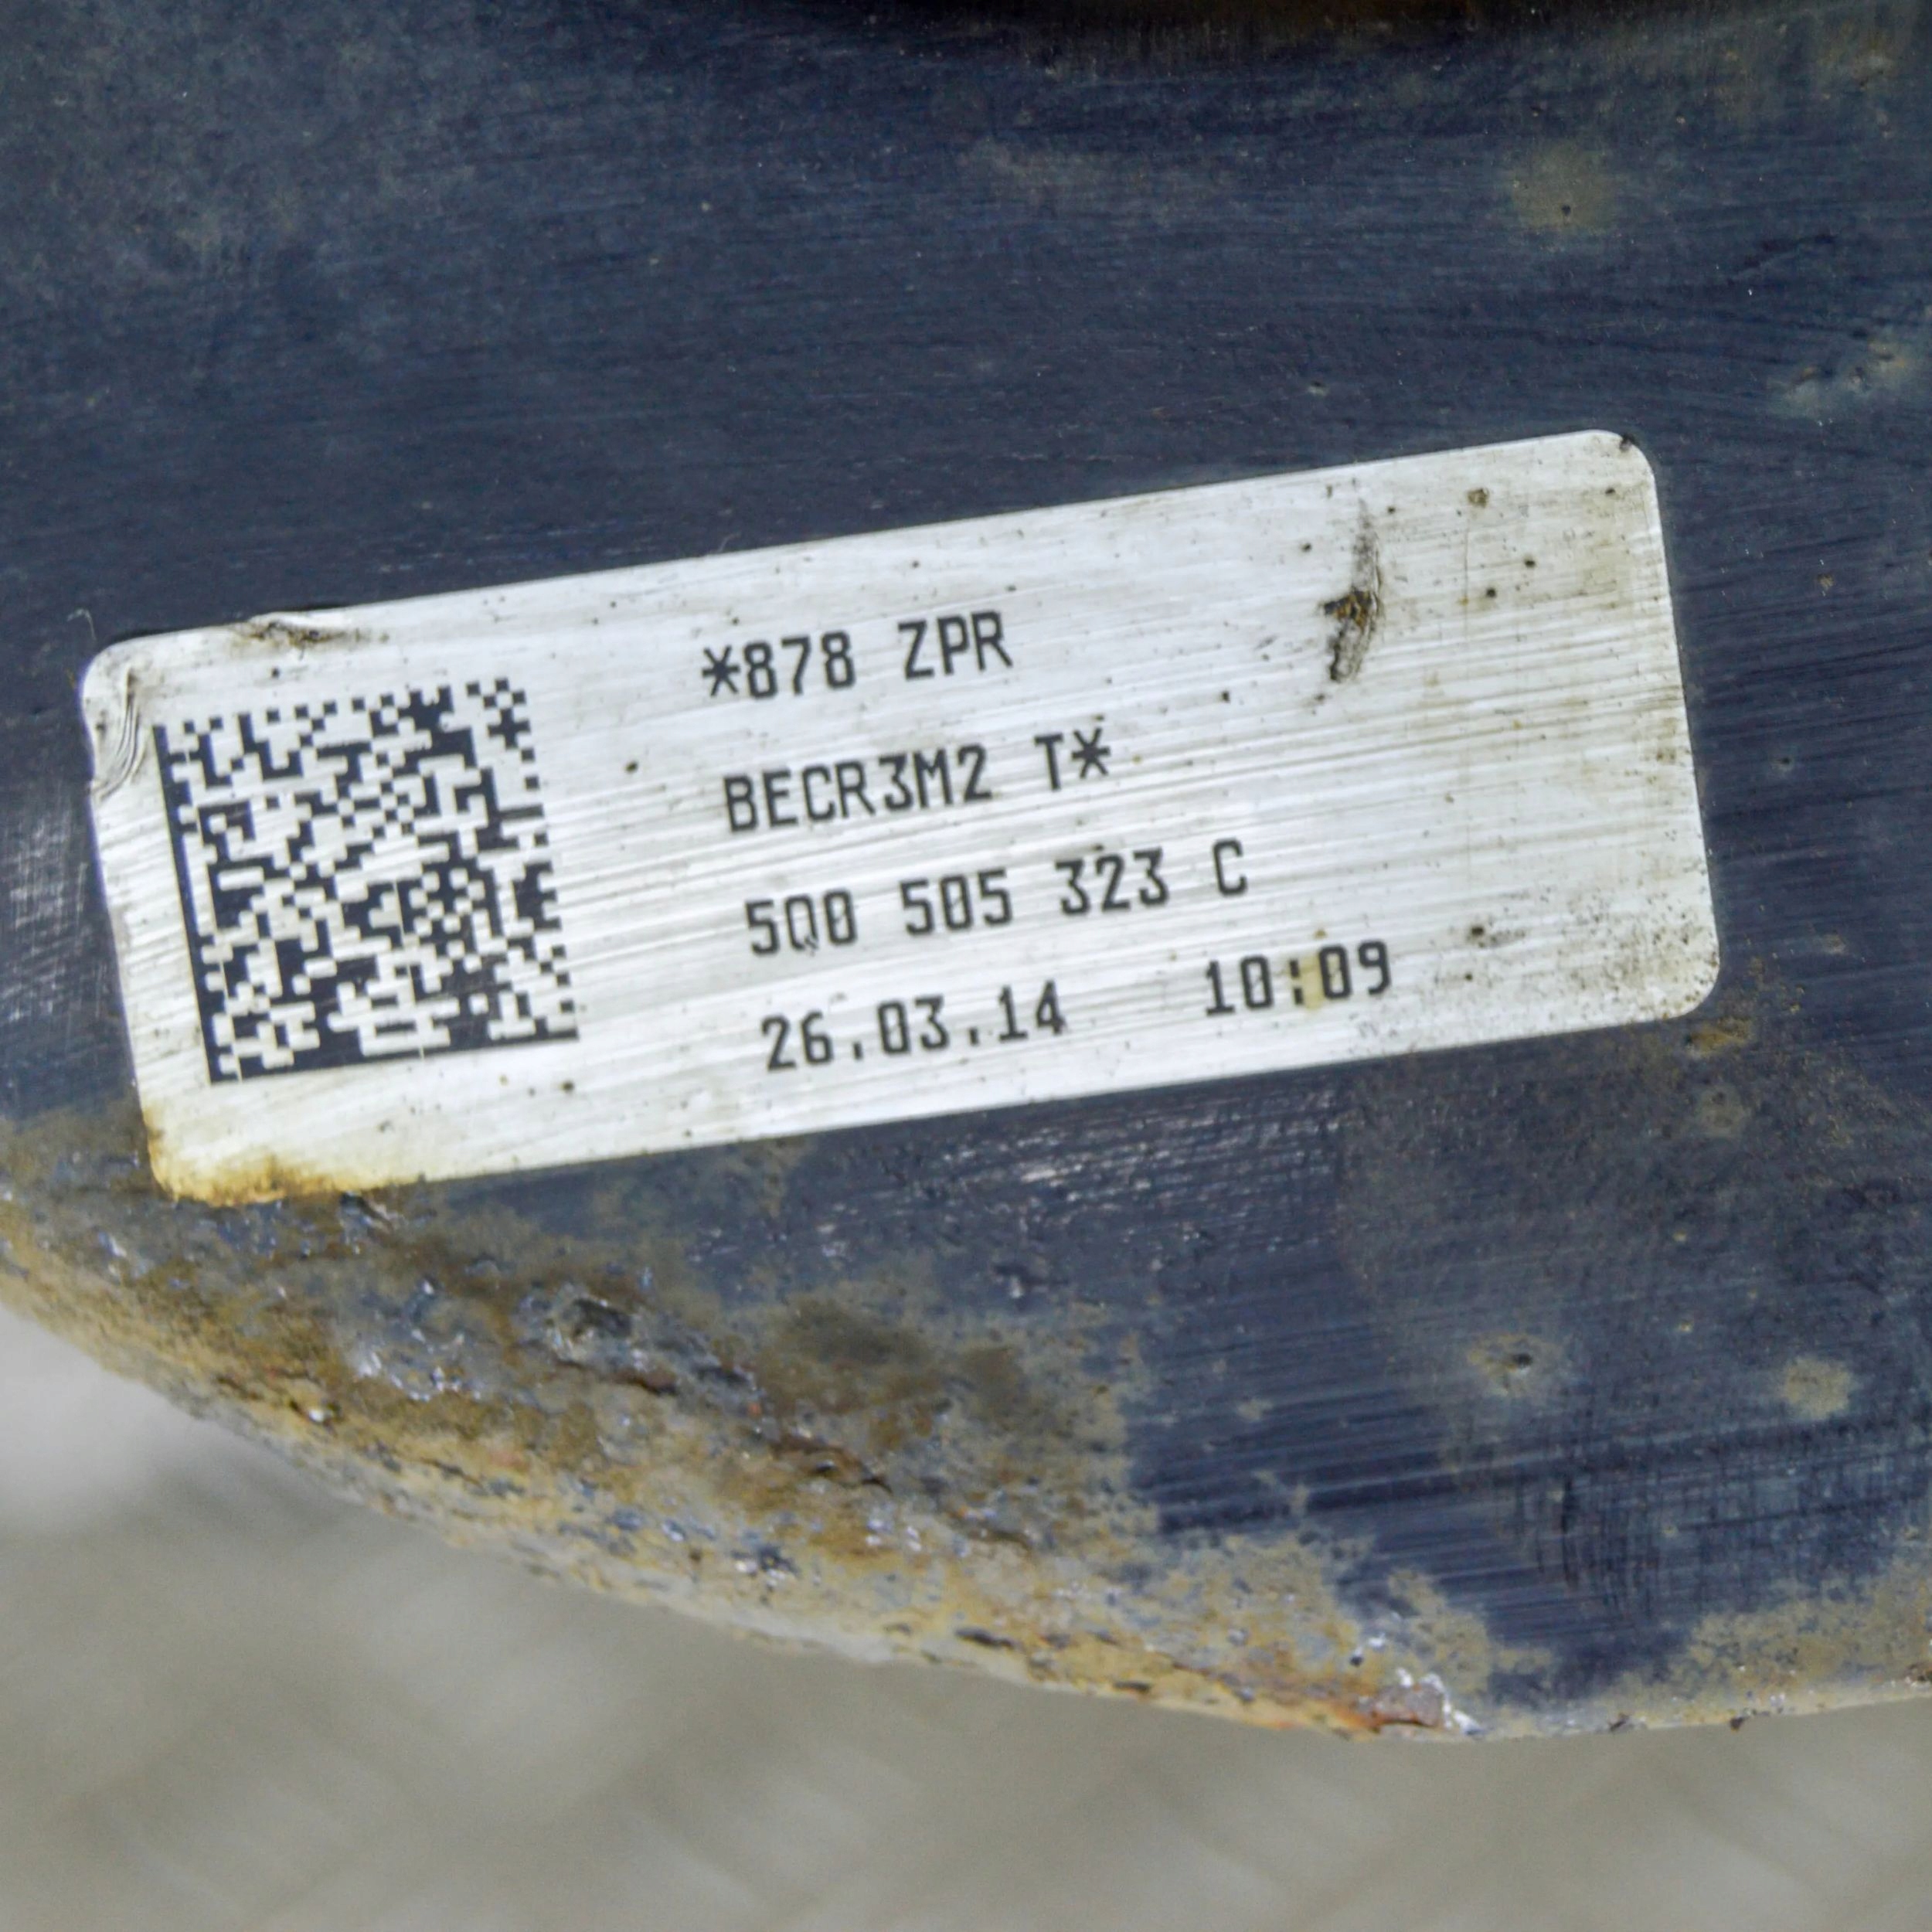 *878 ZPR
BECR3M2 T*
5Q0 505 323 C
26.03.14 10:09